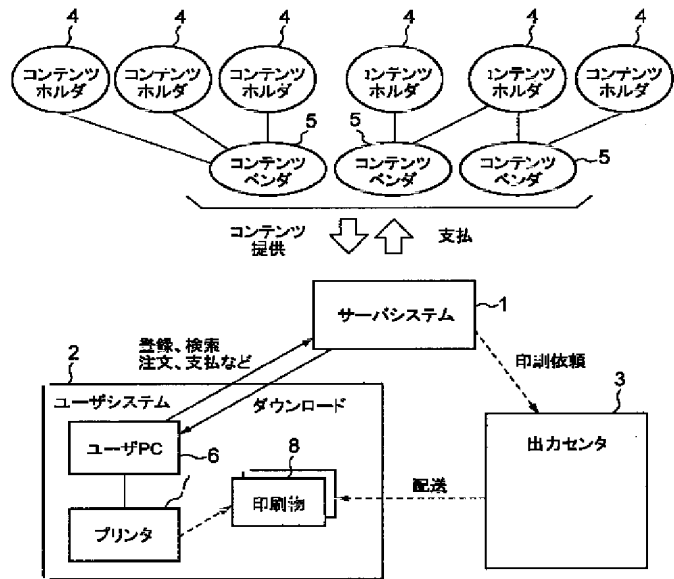 4 4 4 4 4 4
コンテンツ
ホルダ
コンテンツ
ホルダ
コンテンツ
ホルダ
コンテンツ
ホルダ
コンテンツ
ホルダ
コンテンツ
ホルダ
5 5
コンテンツ
ベンダ
コンテンツ
ベンダ
コンテンツ
ベンダ
5
コンテンツ
提供
支払
サーバシステム
1
登録、検索
注文、支払など
印刷依頼
2
ユーザシステム
ダウンロード
3
ユーザPC
6
出力センタ
8
印刷物
配送
プリンタ